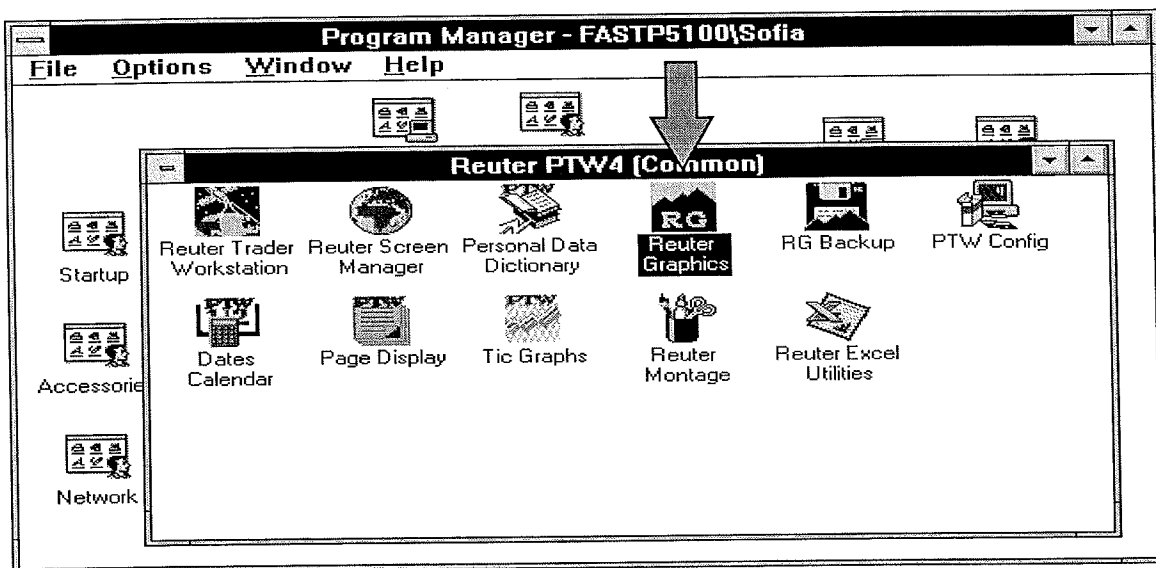 Program Manager - FASTP5100\Sofia
File Options Window Help
Reuter PTW4 (Common)
PTW
RG
Reuter Trader
Workstation
Reuter Screen
Manager
Personal Data
Dictionary
Reuter
Graphics
RG Backup
PTW Config
Startup
PTW
PTW
PTW
Dates
Calendar
Page Display
Tic Graphs
Reuter
Montage
Reuter Excel
Utilities
Accessorie
Network